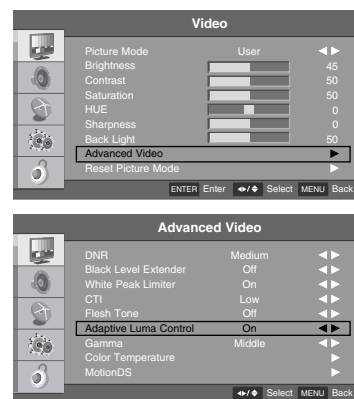 Video
Picture Mode User
Brightness 45
Contrast 50
Saturation 50
HUE 0
Sharpness 0
Back Light 50
Advanced Video
Reset Picture Mode
ENTER Enter Select MENU Back
Advanced Video
DNR Medium
Black Level Extender Off
White Peak Limiter On
CTI Low
Flesh Tone Off
Adaptive Luma Control On
Gamma Middle
Color Temperature
MotionDS
Select MENU Back